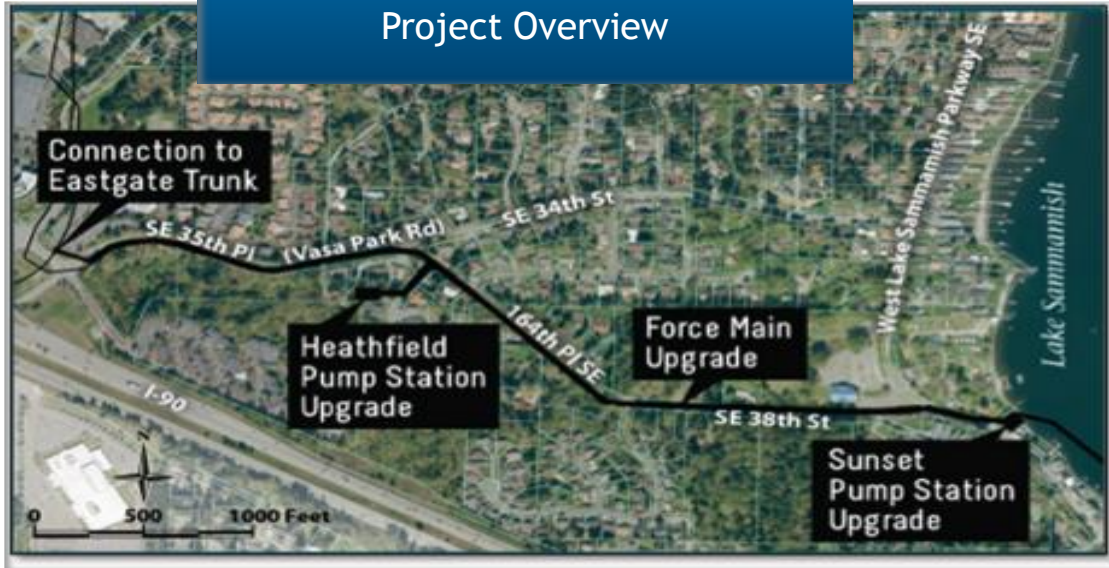 Project Overview
Connection to
Eastgate Trunk
SE 35th Pl (Vasa Park Rd)
SE 34th St
West Lake Sammamish Parkway SE
Lake Sammamish
Heathfield
Pump Station
Upgrade
164th Pl SE
Force Main
Upgrade
I-90
SE 38th St
Sunset
Pump Station
Upgrade
N
0 500 1000 Feet